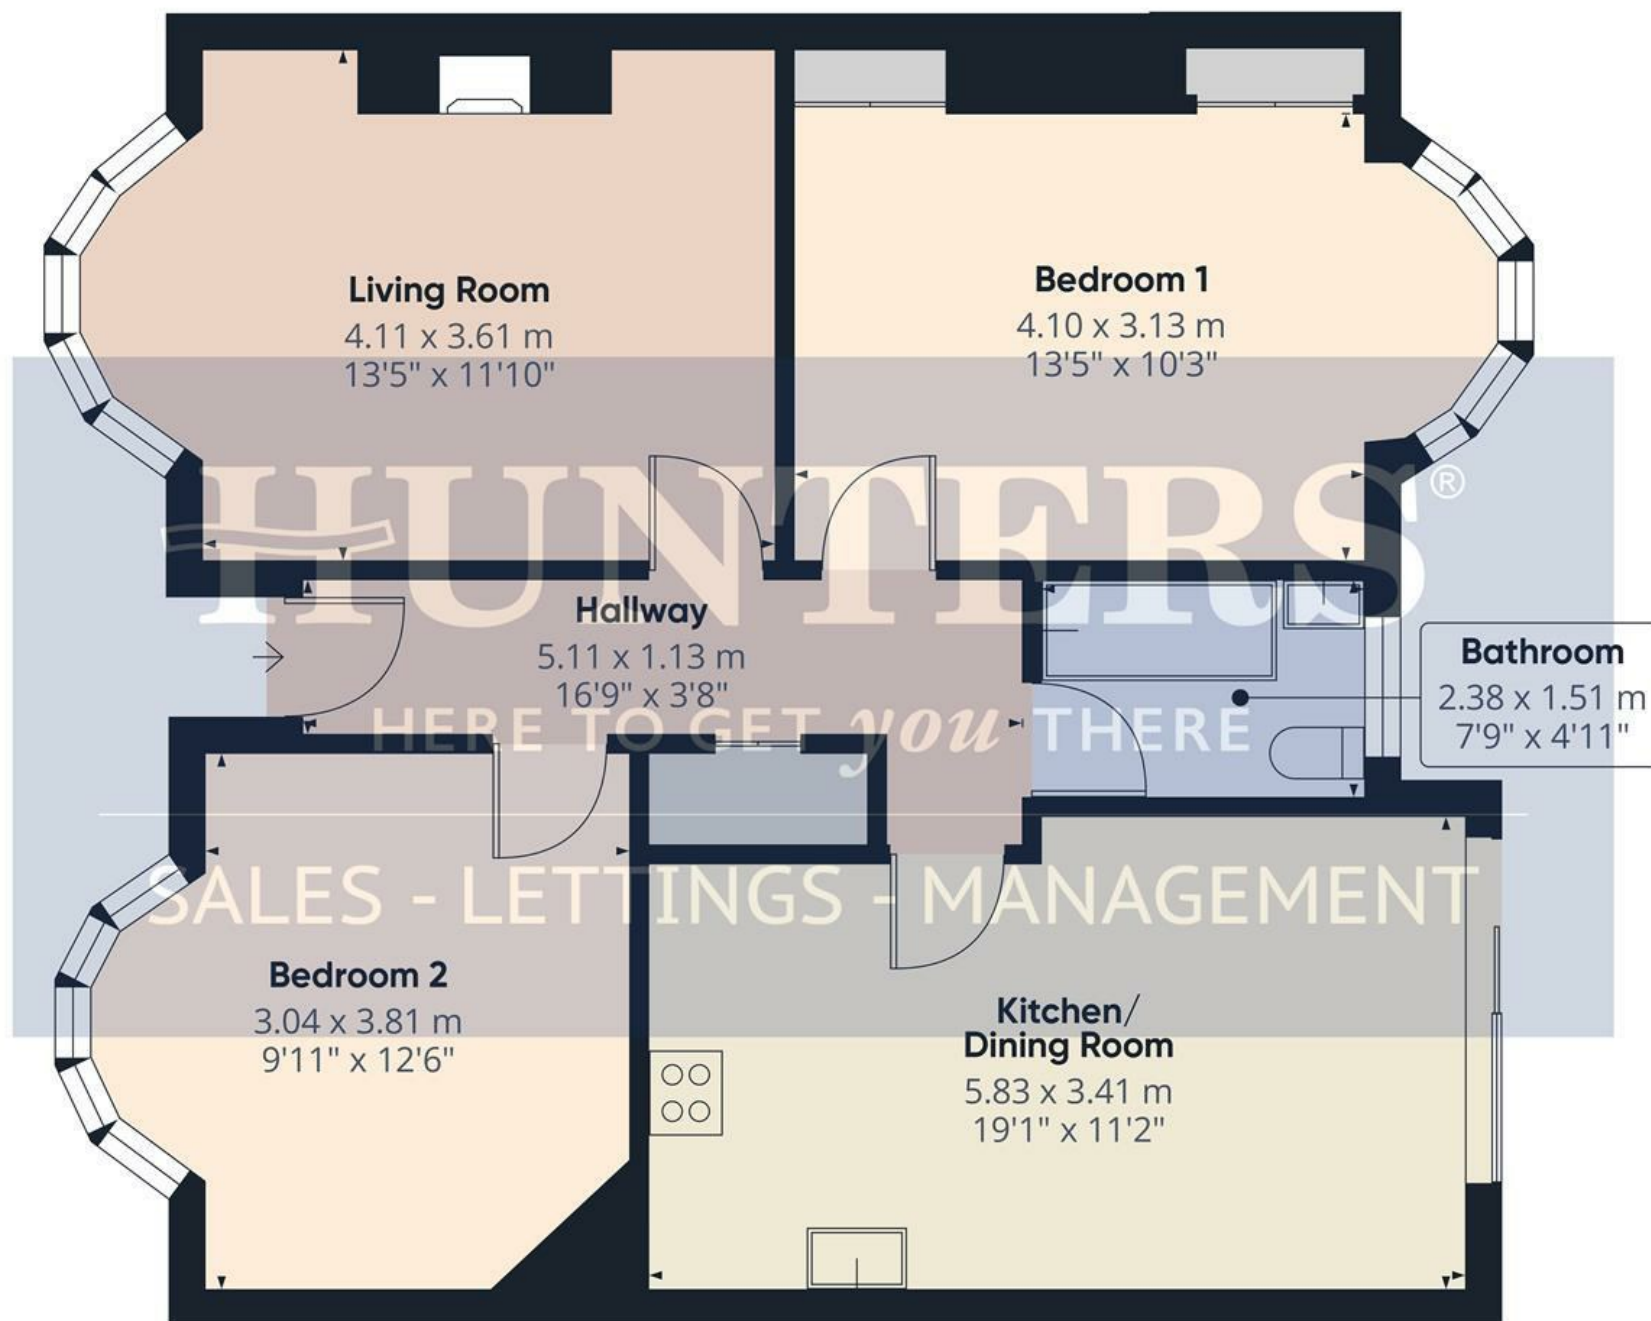 Living Room
4.11 x 3.61 m
13'5" x 11'10"
Bedroom 1
4.10 x 3.13 m
13'5" x 10'3"
HUNTERS®
Hallway
5.11 x 1.13 m
16'9" x 3'8"
Bathroom
2.38 x 1.51 m
7'9" x 4'11"
HERE TO GET you THERE
SALES - LETTINGS - MANAGEMENT
Bedroom 2
3.04 x 3.81 m
9'11" x 12'6"
Kitchen/
Dining Room
5.83 x 3.41 m
19'1" x 11'2"